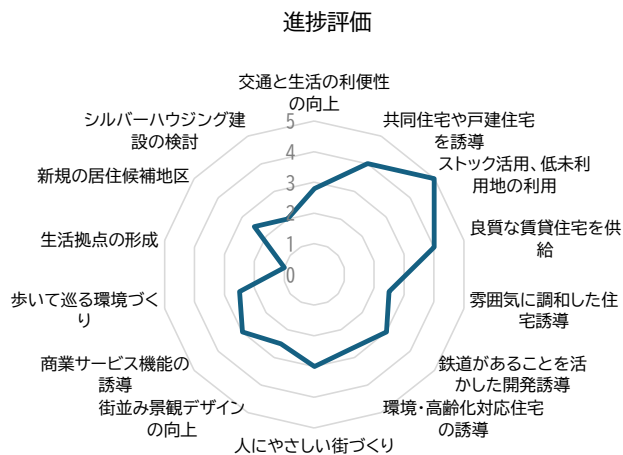 進捗評価
交通と生活の利便性
の向上
共同住宅や戸建住宅
を誘導
ストック活用、低未利
用地の利用
良質な賃貸住宅を供
給
雰囲気に調和した住
宅誘導
鉄道があることを活
かした開発誘導
環境・高齢化対応住宅
の誘導
人にやさしい街づくり
街並み景観デザイン
の向上
商業サービス機能の
誘導
歩いて巡る環境づく
り
生活拠点の形成
新規の居住候補地区
シルバーハウジング建
設の検討
5
4
3
2
1
0